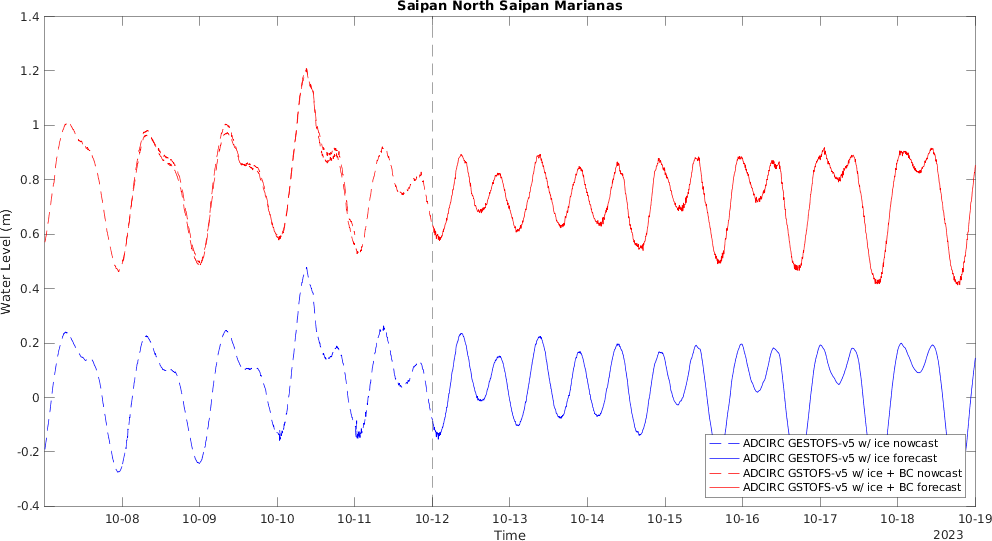 Saipan North Saipan Marianas
1.4
1.2
1
0.8
0.6
0.4
0.2
0
-0.2
-0.4
Water Level (m)
ADCIRC GESTOFS-v5 w/ ice nowcast
ADCIRC GESTOFS-v5 w/ ice forecast
ADCIRC GSTOFS-v5 w/ ice + BC nowcast
ADCIRC GSTOFS-v5 w/ ice + BC forecast
10-08 10-09 10-10 10-11 10-12 10-13 10-14 10-15 10-16 10-17 10-18 10-19
Time
2023